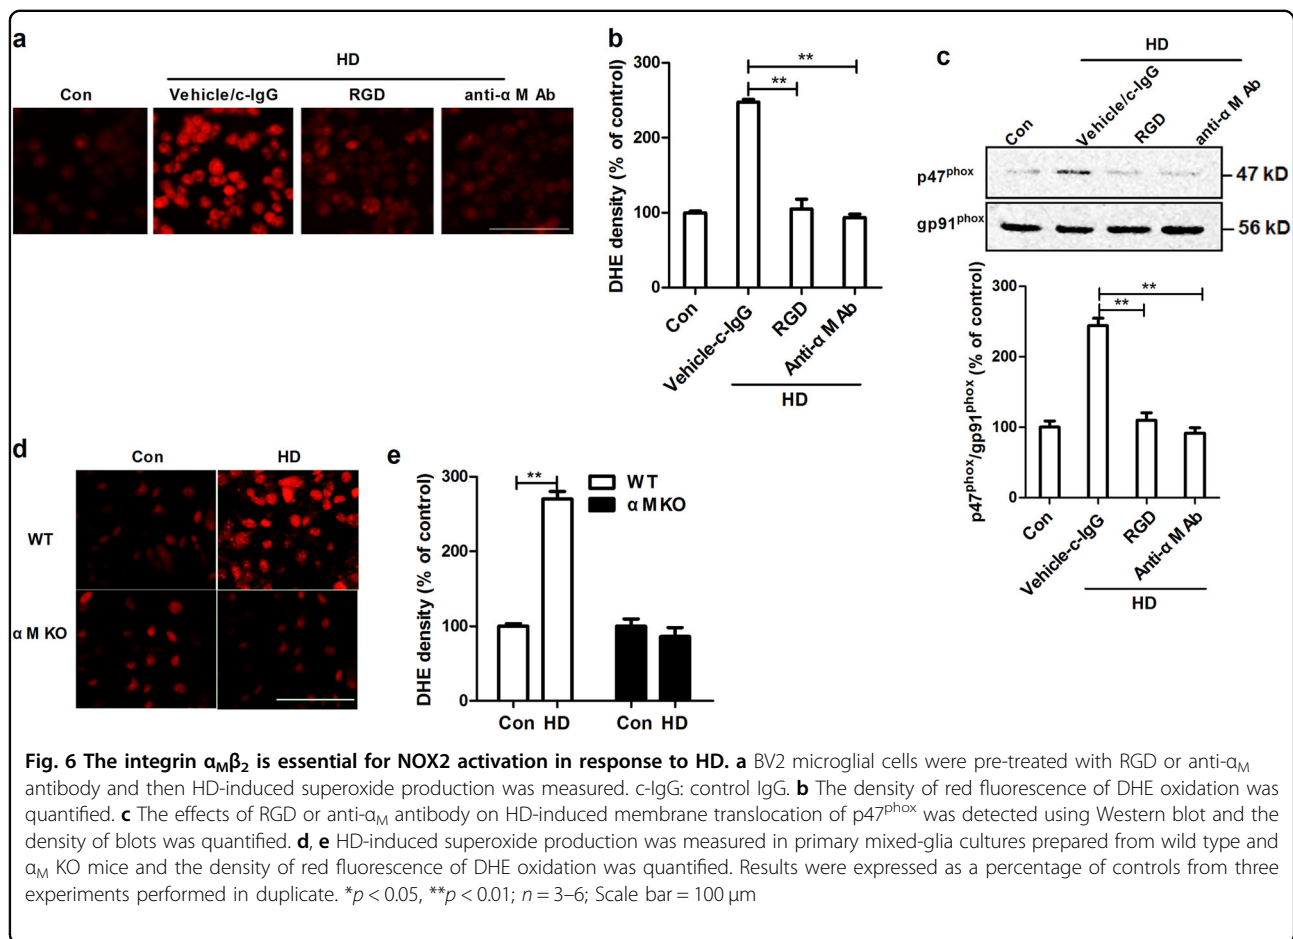 a
HD
Con Vehicle/c-IgG RGD anti-α M Ab
b
DHE density (% of control)
300
200
100
0
**
**
Con Vehicle-c-IgG RGD Anti-α M Ab
HD
c
HD
Con Vehicle/c-IgG RGD anti-α M Ab
p47phox 47 kD
gp91phox 56 kD
p47phox/gp91phox (% of control)
300
200
100
0
**
**
Con Vehicle-c-IgG RGD Anti-α M Ab
HD
d
Con HD
WT
α M KO
e
DHE density (% of control)
300
200
100
0
**
WT
α M KO
Con HD Con HD
Fig. 6 The integrin αMβ2 is essential for NOX2 activation in response to HD. a BV2 microglial cells were pre-treated with RGD or anti-αM
antibody and then HD-induced superoxide production was measured. c-IgG: control IgG. b The density of red fluorescence of DHE oxidation was
quantified. c The effects of RGD or anti-αM antibody on HD-induced membrane translocation of p47phox was detected using Western blot and the
density of blots was quantified. d, e HD-induced superoxide production was measured in primary mixed-glia cultures prepared from wild type and
αM KO mice and the density of red fluorescence of DHE oxidation was quantified. Results were expressed as a percentage of controls from three
experiments performed in duplicate. *p < 0.05, **p < 0.01; n = 3–6; Scale bar = 100 μm